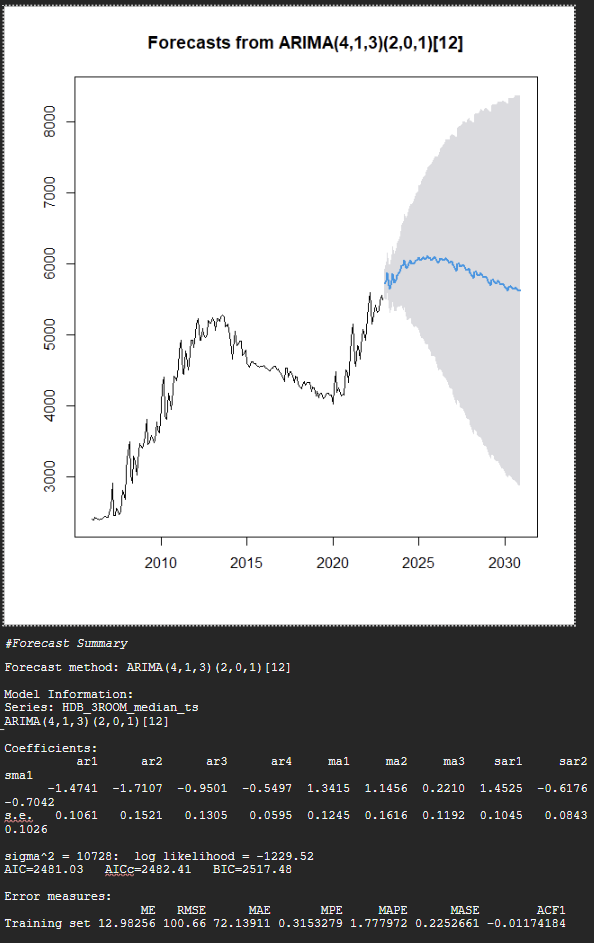 Forecasts from ARIMA(4,1,3)(2,0,1)[12]
8000
7000
6000
5000
4000
3000
2010 2015 2020 2025 2030
#Forecast Summary
Forecast method: ARIMA(4,1,3)(2,0,1)[12]
Model Information:
Series: HDB_3ROOM_median_ts
ARIMA(4,1,3)(2,0,1)[12]
Coefficients:
ar1 ar2 ar3 ar4 ma1 ma2 ma3 sar1 sar2
sma1
-1.4741 -1.7107 -0.9501 -0.5497 1.3415 1.1456 0.2210 1.4525 -0.6176
-0.7042
s.e. 0.1061 0.1521 0.1305 0.0595 0.1245 0.1616 0.1192 0.1045 0.0843
0.1026
sigma^2 = 10728: log likelihood = -1229.52
AIC=2481.03 AICc=2482.41 BIC=2517.48
Error measures:
ME RMSE MAE MPE MAPE MASE ACF1
Training set 12.98256 100.66 72.13911 0.3153279 1.777972 0.2252661 -0.01174184